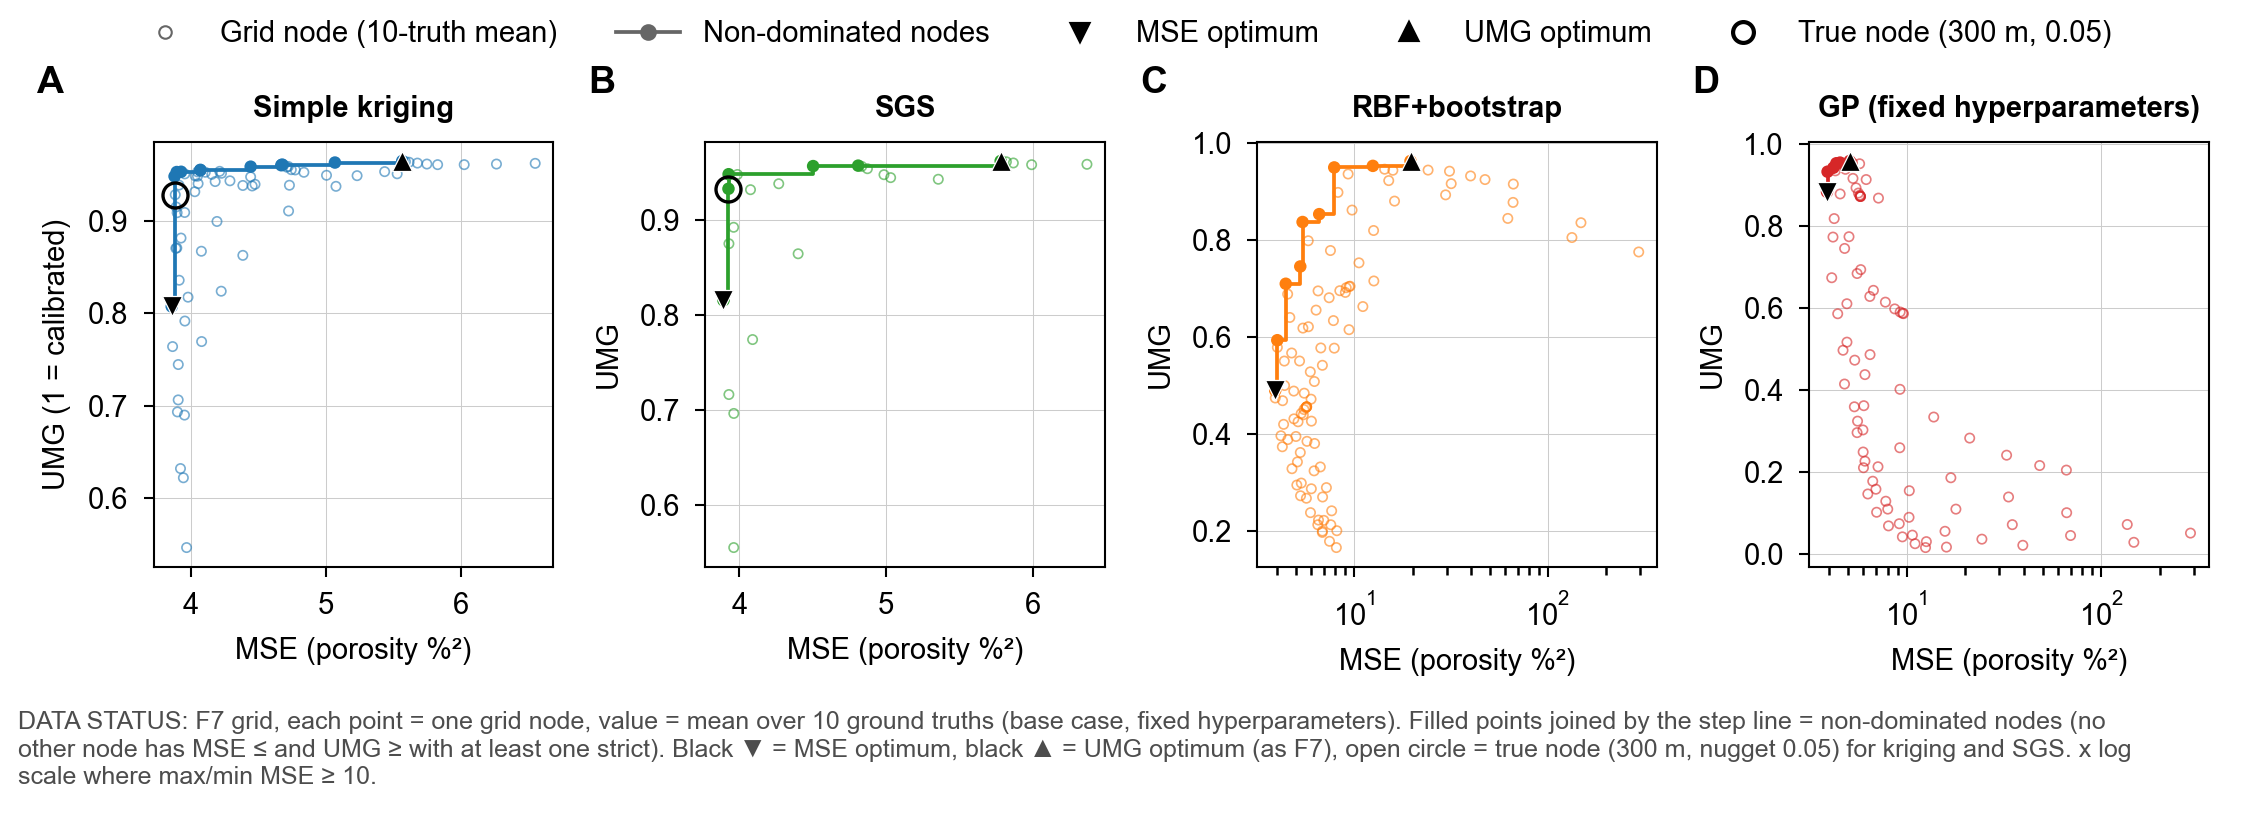 Grid node (10-truth mean) Non-dominated nodes MSE optimum UMG optimum True node (300 m, 0.05)
A
Simple kriging
0.9
0.8
0.7
0.6
UMG (1 = calibrated)
4 5 6
MSE (porosity %²)
B
SGS
0.9
0.8
0.7
0.6
UMG
4 5 6
MSE (porosity %²)
C
RBF+bootstrap
1.0
0.8
0.6
0.4
0.2
UMG
10¹ 10²
MSE (porosity %²)
D
GP (fixed hyperparameters)
1.0
0.8
0.6
0.4
0.2
0.0
UMG
10¹ 10²
MSE (porosity %²)
DATA STATUS: F7 grid, each point = one grid node, value = mean over 10 ground truths (base case, fixed hyperparameters). Filled points joined by the step line = non-dominated nodes (no
other node has MSE ≤ and UMG ≥ with at least one strict). Black ▼ = MSE optimum, black ▲ = UMG optimum (as F7), open circle = true node (300 m, nugget 0.05) for kriging and SGS. x log
scale where max/min MSE ≥ 10.